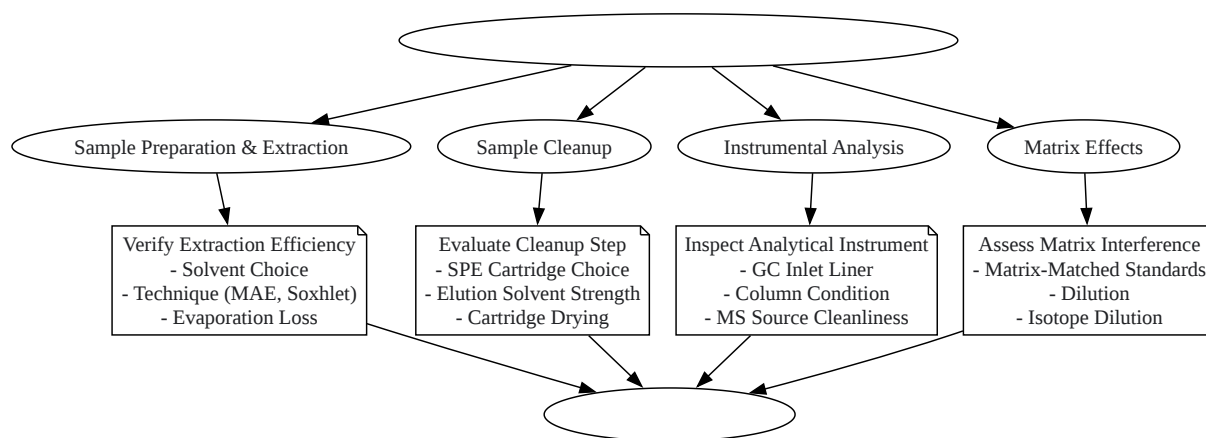 Sample Preparation & Extraction
Sample Cleanup
Instrumental Analysis
Matrix Effects
Verify Extraction Efficiency
- Solvent Choice
- Technique (MAE, Soxhlet)
- Evaporation Loss
Evaluate Cleanup Step
- SPE Cartridge Choice
- Elution Solvent Strength
- Cartridge Drying
Inspect Analytical Instrument
- GC Inlet Liner
- Column Condition
- MS Source Cleanliness
Assess Matrix Interference
- Matrix-Matched Standards
- Dilution
- Isotope Dilution